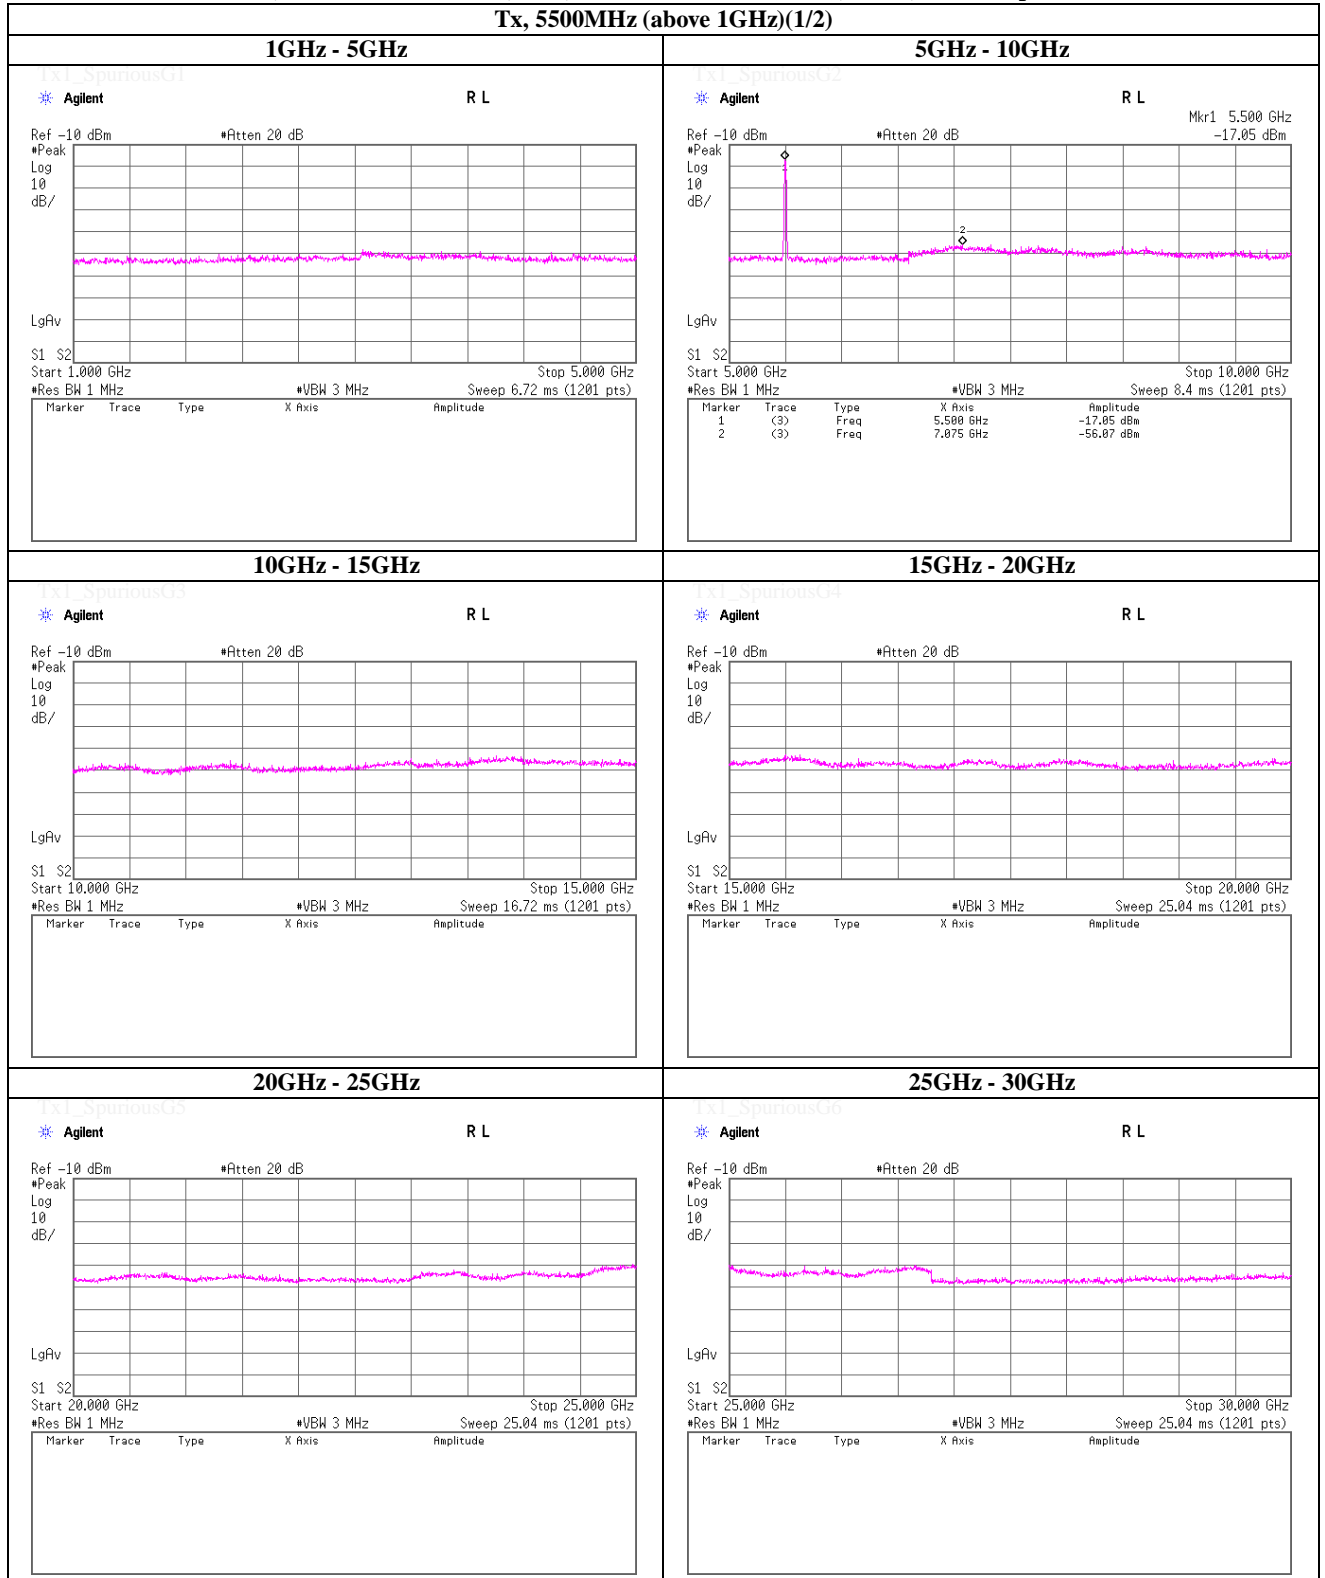 Tx, 5500MHz (above 1GHz)(1/2)
1GHz - 5GHz
Tx1_SpuriousG1
Agilent R L
Ref -10 dBm #Atten 20 dB
#Peak
Log
10
dB/
LgAv
S1 S2
Start 1.000 GHz Stop 5.000 GHz
#Res BW 1 MHz #VBW 3 MHz Sweep 6.72 ms (1201 pts)
Marker Trace Type X Axis Amplitude
5GHz - 10GHz
Tx1_SpuriousG2
Agilent R L
Mkr1 5.500 GHz
Ref -10 dBm #Atten 20 dB -17.05 dBm
#Peak
Log
10
dB/
1
2
LgAv
S1 S2
Start 5.000 GHz Stop 10.000 GHz
#Res BW 1 MHz #VBW 3 MHz Sweep 8.4 ms (1201 pts)
Marker Trace Type X Axis Amplitude
1 (3) Freq 5.500 GHz -17.05 dBm
2 (3) Freq 7.075 GHz -56.07 dBm
10GHz - 15GHz
Tx1_SpuriousG3
Agilent R L
Ref -10 dBm #Atten 20 dB
#Peak
Log
10
dB/
LgAv
S1 S2
Start 10.000 GHz Stop 15.000 GHz
#Res BW 1 MHz #VBW 3 MHz Sweep 16.72 ms (1201 pts)
Marker Trace Type X Axis Amplitude
15GHz - 20GHz
Tx1_SpuriousG4
Agilent R L
Ref -10 dBm #Atten 20 dB
#Peak
Log
10
dB/
LgAv
S1 S2
Start 15.000 GHz Stop 20.000 GHz
#Res BW 1 MHz #VBW 3 MHz Sweep 25.04 ms (1201 pts)
Marker Trace Type X Axis Amplitude
20GHz - 25GHz
Tx1_SpuriousG5
Agilent R L
Ref -10 dBm #Atten 20 dB
#Peak
Log
10
dB/
LgAv
S1 S2
Start 20.000 GHz Stop 25.000 GHz
#Res BW 1 MHz #VBW 3 MHz Sweep 25.04 ms (1201 pts)
Marker Trace Type X Axis Amplitude
25GHz - 30GHz
Tx1_SpuriousG6
Agilent R L
Ref -10 dBm #Atten 20 dB
#Peak
Log
10
dB/
LgAv
S1 S2
Start 25.000 GHz Stop 30.000 GHz
#Res BW 1 MHz #VBW 3 MHz Sweep 25.04 ms (1201 pts)
Marker Trace Type X Axis Amplitude